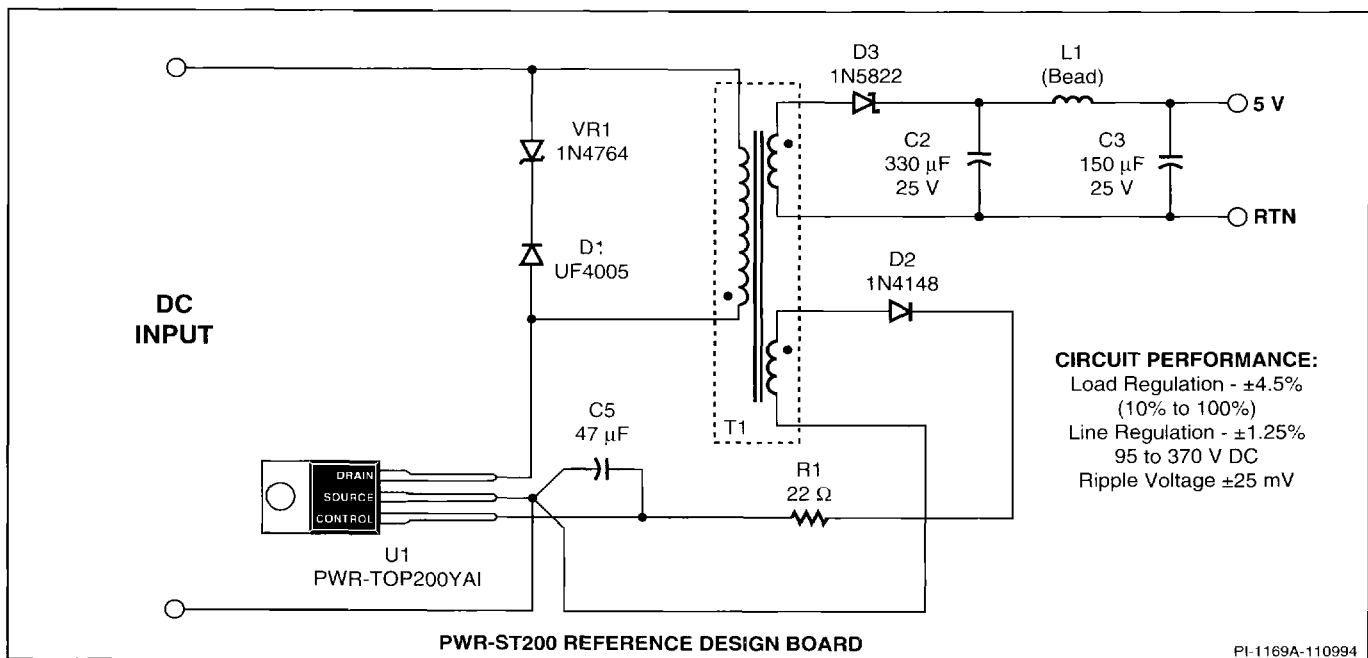 D3
1N5822
L1
(Bead)
5 V
VR1
1N4764
C2
330 µF
25 V
C3
150 µF
25 V
RTN
D1
UF4005
D2
1N4148
DC
INPUT
CIRCUIT PERFORMANCE:
Load Regulation - ±4.5%
(10% to 100%)
Line Regulation - ±1.25%
95 to 370 V DC
Ripple Voltage ±25 mV
T1
C5
47 µF
R1
22 Ω
DRAIN
SOURCE
CONTROL
U1
PWR-TOP200YAI
PWR-ST200 REFERENCE DESIGN BOARD
PI-1169A-110994